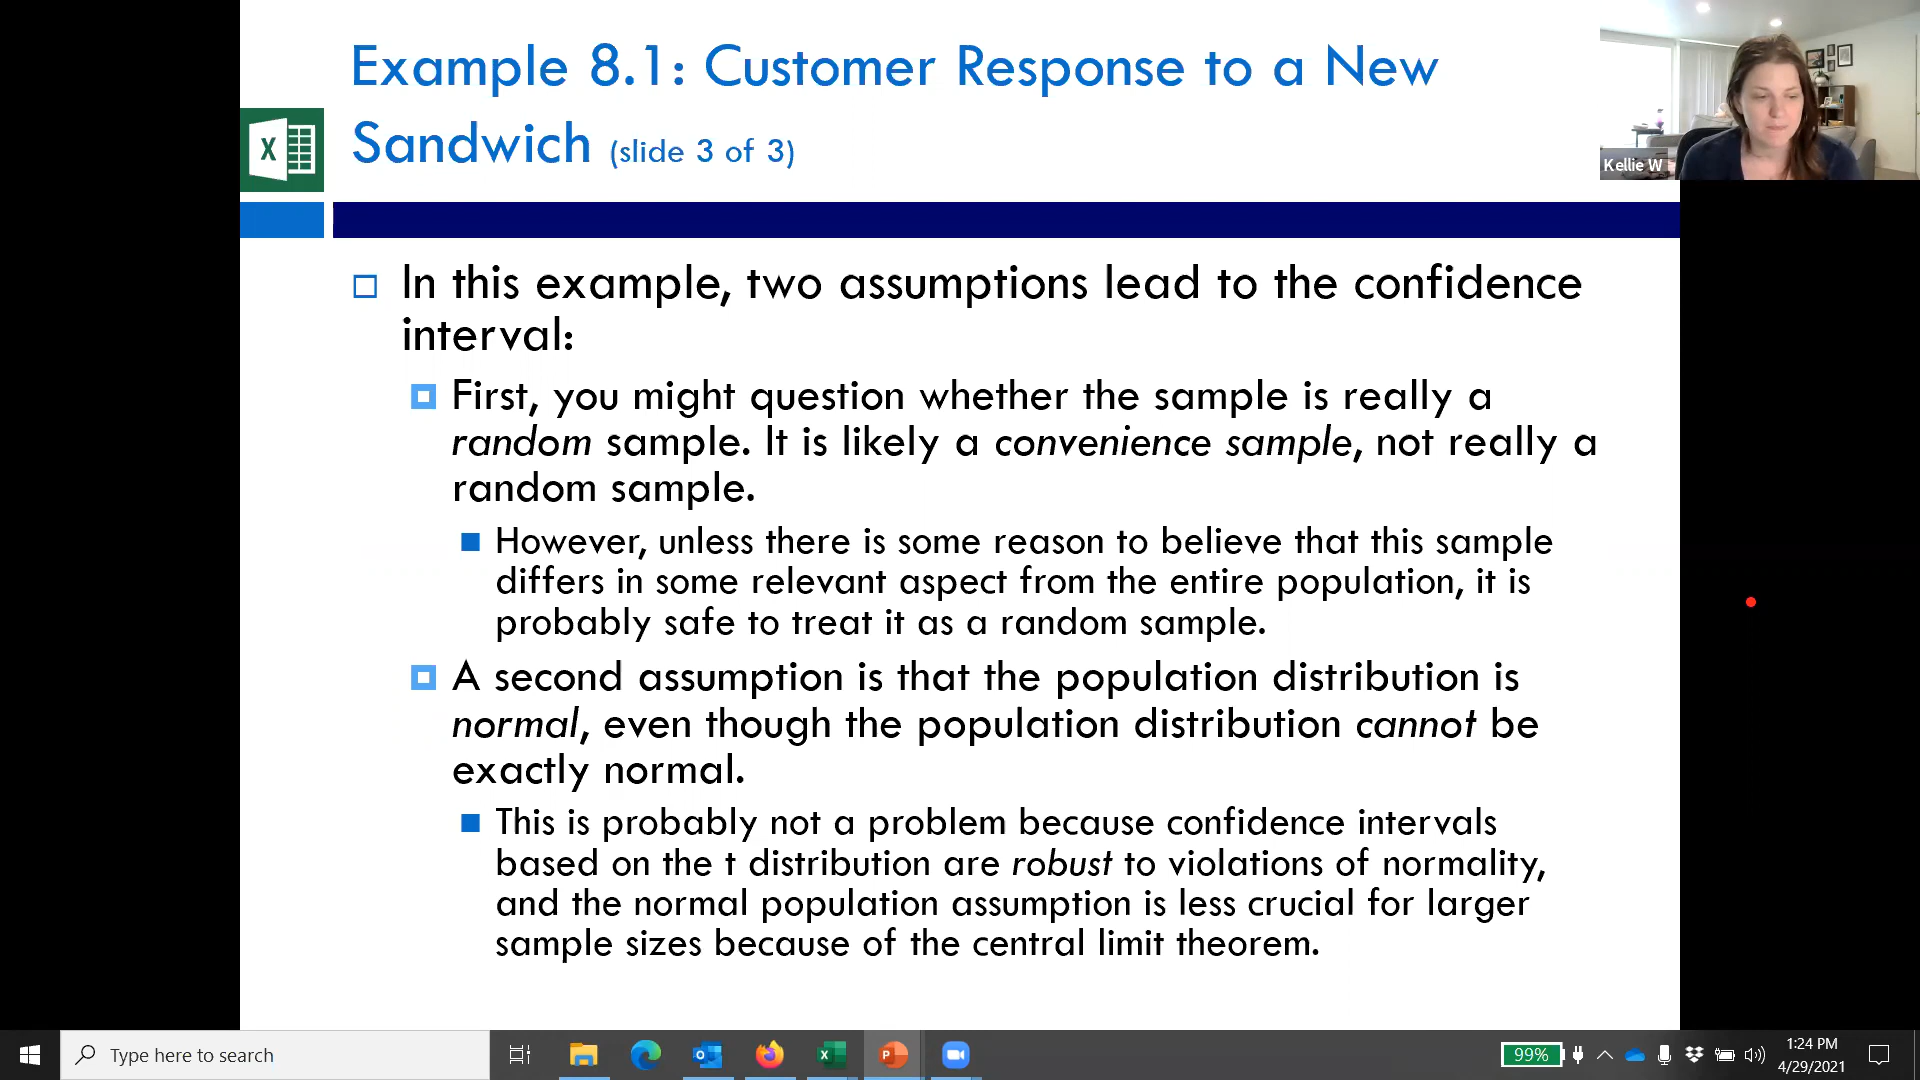 Example 8.1: Customer Response to a New
Sandwich (slide 3 of 3)
X
Kellie W
In this example, two assumptions lead to the confidence
interval:
First, you might question whether the sample is really a
random sample. It is likely a convenience sample, not really a
random sample.
However, unless there is some reason to believe that this sample
differs in some relevant aspect from the entire population, it is
probably safe to treat it as a random sample.
A second assumption is that the population distribution is
normal, even though the population distribution cannot be
exactly normal.
This is probably not a problem because confidence intervals
based on the t distribution are robust to violations of normality,
and the normal population assumption is less crucial for larger
sample sizes because of the central limit theorem.
Type here to search
99%
1:24 PM
4/29/2021